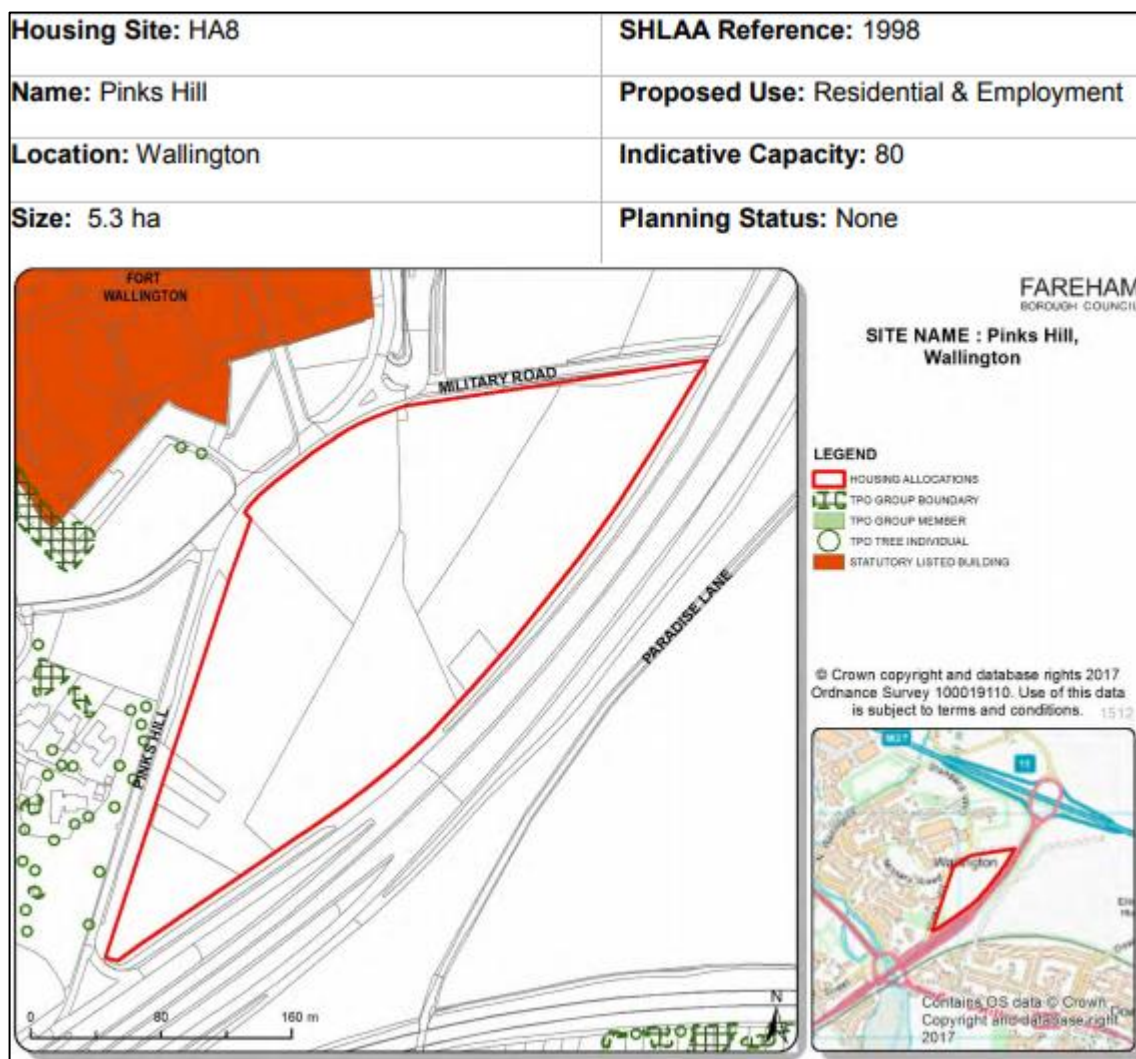 Housing Site: HA8
SHLAA Reference: 1998
Name: Pinks Hill
Proposed Use: Residential & Employment
Location: Wallington
Indicative Capacity: 80
Size: 5.3 ha
Planning Status: None
FORT
WALLINGTON
MILITARY ROAD
PARADISE LANE
PINKS HILL
0 80 160 m
N
FAREHAM
BOROUGH COUNCIL
SITE NAME : Pinks Hill,
Wallington
LEGEND
HOUSING ALLOCATIONS
TPO GROUP BOUNDARY
TPO GROUP MEMBER
TPO TREE INDIVIDUAL
STATUTORY LISTED BUILDING
© Crown copyright and database rights 2017
Ordnance Survey 100019110. Use of this data
is subject to terms and conditions. 1512
M27
11
Wallington
Contains OS data © Crown
Copyright and database right
2017